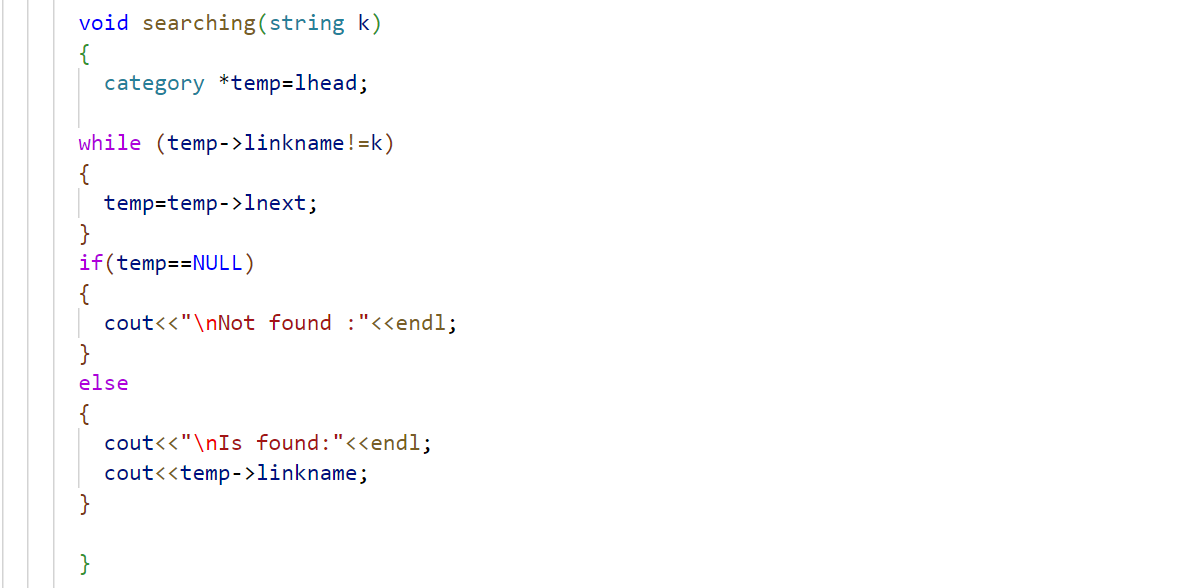 void searching(string k)
{
category *temp=lhead;
while (temp->linkname!=k)
{
temp=temp->lnext;
}
if(temp==NULL)
{
cout<<"\nNot found :"<<endl;
}
else
{
cout<<"\nIs found:"<<endl;
cout<<temp->linkname;
}
}